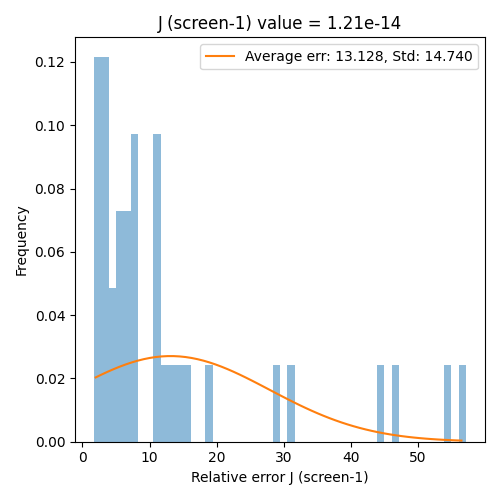 J (screen-1) value = 1.21e-14
Average err: 13.128, Std: 14.740
0.12
0.10
0.08
0.06
0.04
0.02
0.00
Frequency
0 10 20 30 40 50
Relative error J (screen-1)